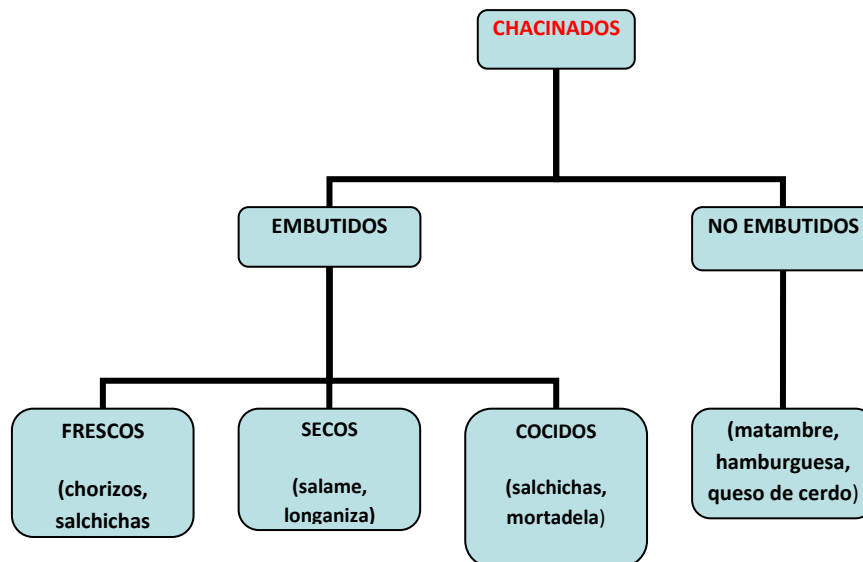 CHACINADOS
EMBUTIDOS
NO EMBUTIDOS
FRESCOS
(chorizos,
salchichas
SECOS
(salame,
longaniza)
COCIDOS
(salchichas,
mortadela)
(matambre,
hamburguesa,
queso de cerdo)